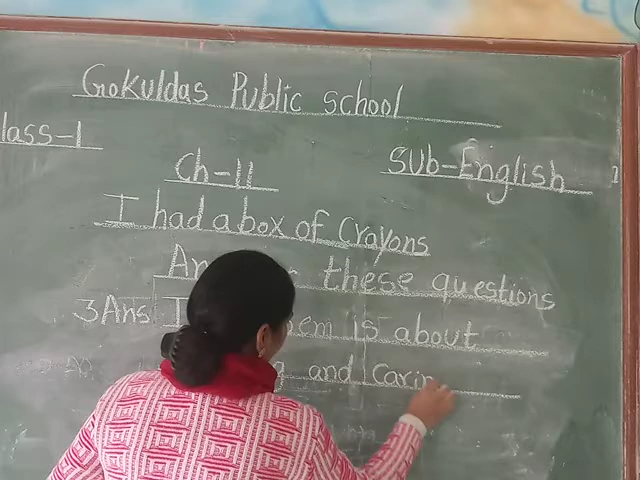 Gokuldas Public school
lass-1
Ch-11
Sub-English
I had a box of Crayons
these questions
3Ans
is about
and Carin